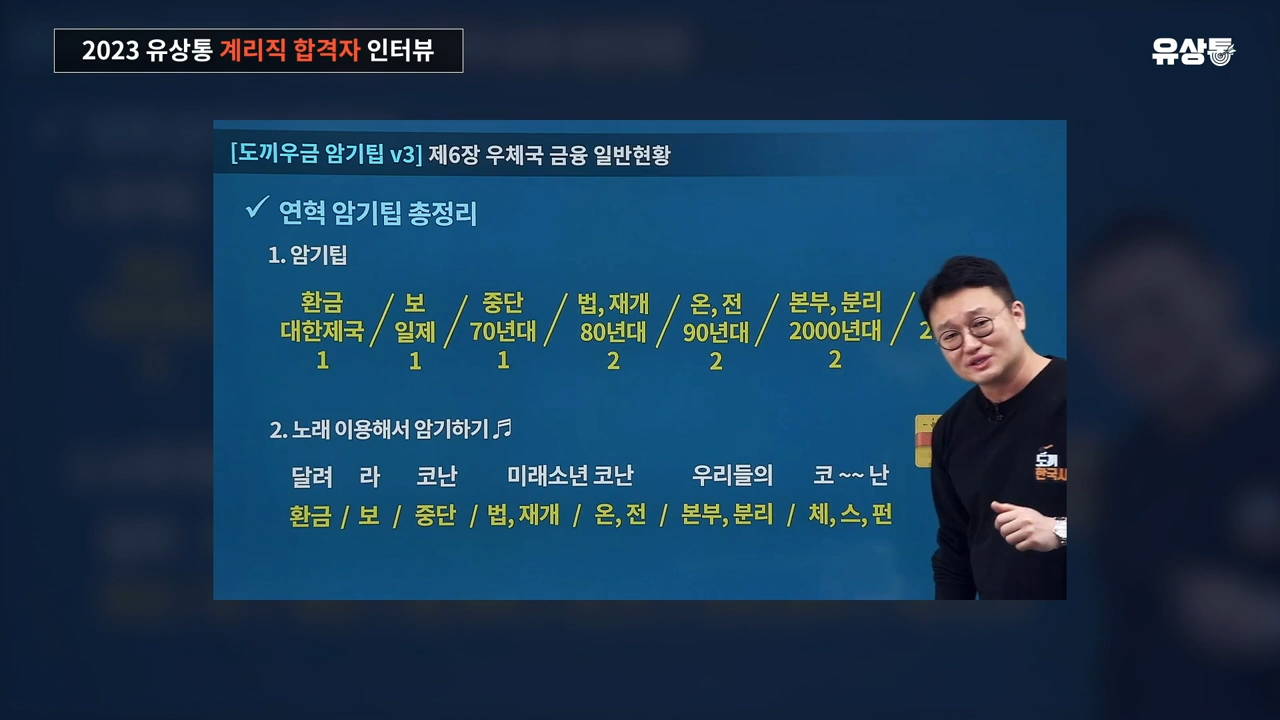 2023 유상통 계리직 합격자 인터뷰
유상통
[도끼우금 암기팁 v3] 제6장 우체국 금융 일반현황
✓ 연혁 암기팁 총정리
1. 암기팁
환금 / 보 / 중단 / 법, 재개 / 온, 전 / 본부, 분리 /
대한제국 일제 70년대 80년대 90년대 2000년대 2
1 1 1 2 2 2
2. 노래 이용해서 암기하기 ♬
달려 라 코난 미래소년 코난 우리들의 코 ~~ 난
환금 / 보 / 중단 / 법, 재개 / 온, 전 / 본부, 분리 / 체, 스, 펀
도끼
한국사